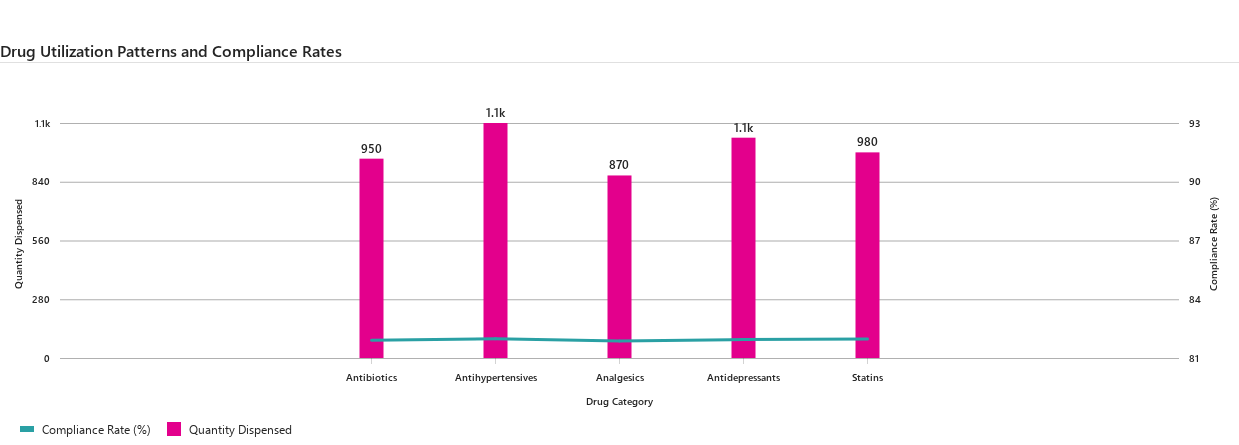 Drug Utilization Patterns and Compliance Rates
1.1k
950
1.1k
870
1.1k
980
93
840
90
560
87
280
84
0
81
Quantity Dispensed
Compliance Rate (%)
Antibiotics
Antihypertensives
Analgesics
Antidepressants
Statins
Drug Category
Compliance Rate (%)
Quantity Dispensed